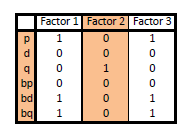 Factor 1 Factor 2 Factor 3
p 1 0 1
d 0 0 0
q 0 1 0
bp 0 0 0
bd 1 0 1
bq 1 0 1